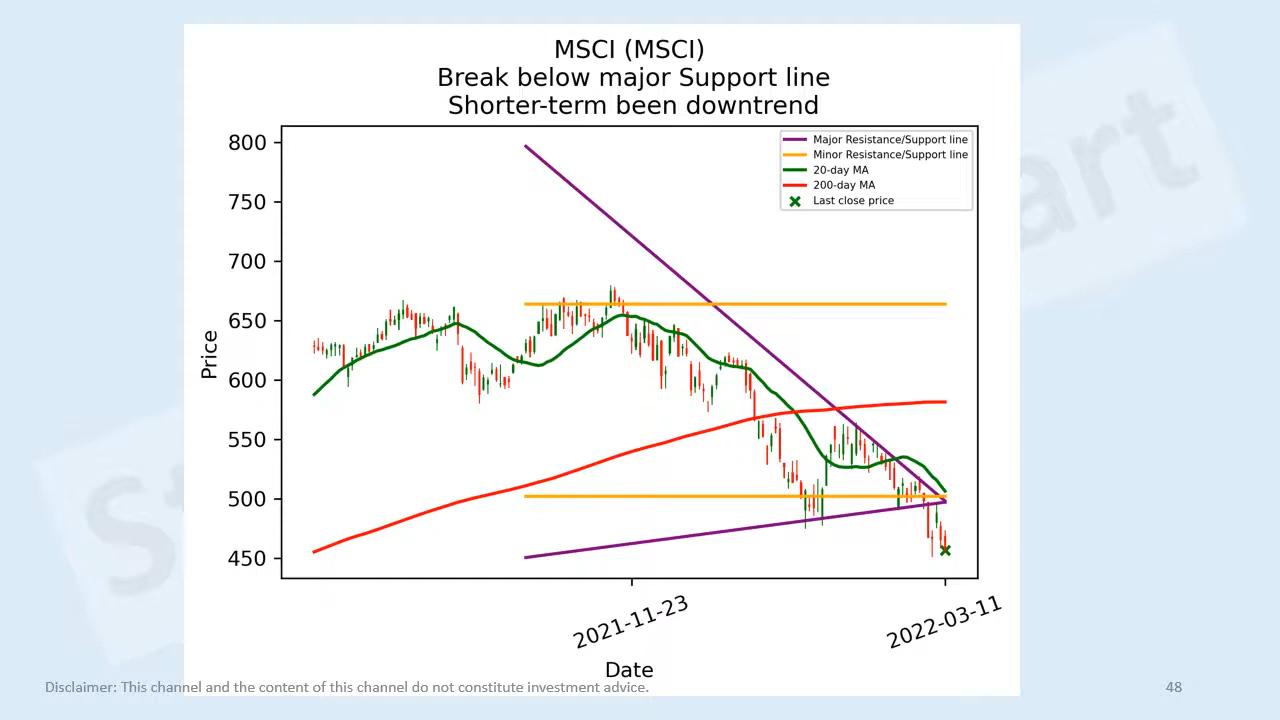 MSCI (MSCI)
Break below major Support line
Shorter-term been downtrend
Major Resistance/Support line
Minor Resistance/Support line
20-day MA
200-day MA
Last close price
800
750
700
650
600
550
500
450
Price
2021-11-23
2022-03-11
Date
Disclaimer: This channel and the content of this channel do not constitute investment advice.
48
St
art